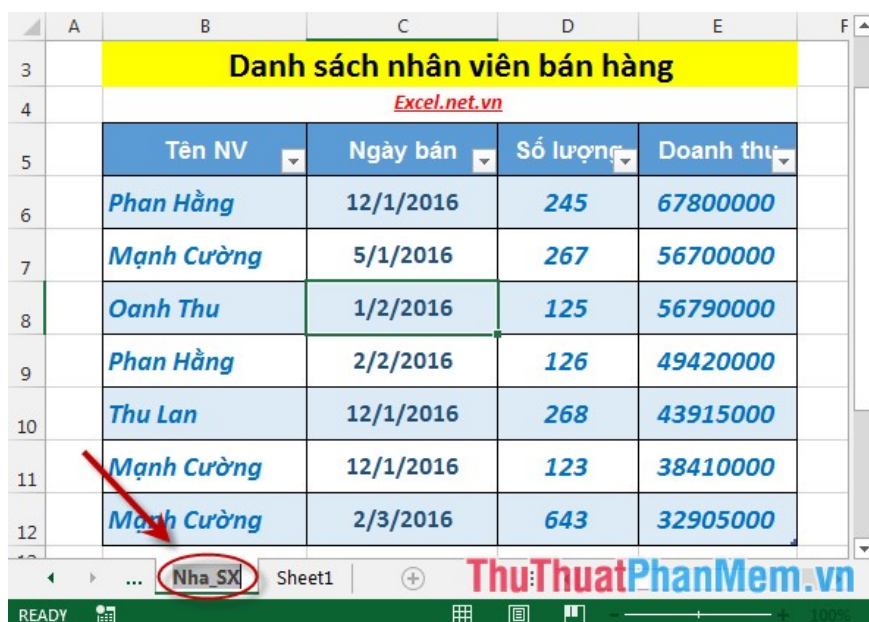 A B C D E F
3 Danh sách nhân viên bán hàng
4 Excel.net.vn
5 Tên NV Ngày bán Số lượng Doanh thu
6 Phan Hằng 12/1/2016 245 67800000
7 Mạnh Cường 5/1/2016 267 56700000
8 Oanh Thu 1/2/2016 125 56790000
9 Phan Hằng 2/2/2016 126 49420000
10 Thu Lan 12/1/2016 268 43915000
11 Mạnh Cường 12/1/2016 123 38410000
12 Mạnh Cường 2/3/2016 643 32905000
... Nha_SX Sheet1 ThuThuatPhanMem.vn
READY 100%